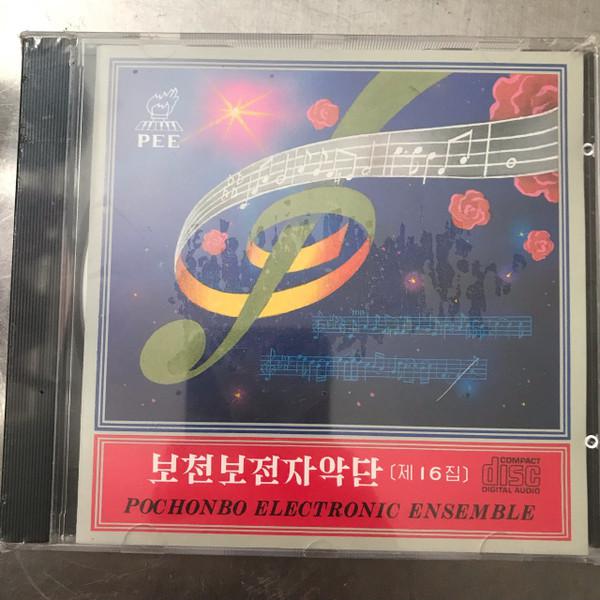 PEE
보천보전자악단 (제16집)
COMPACT
disc
DIGITAL AUDIO
POCHONBO ELECTRONIC ENSEMBLE